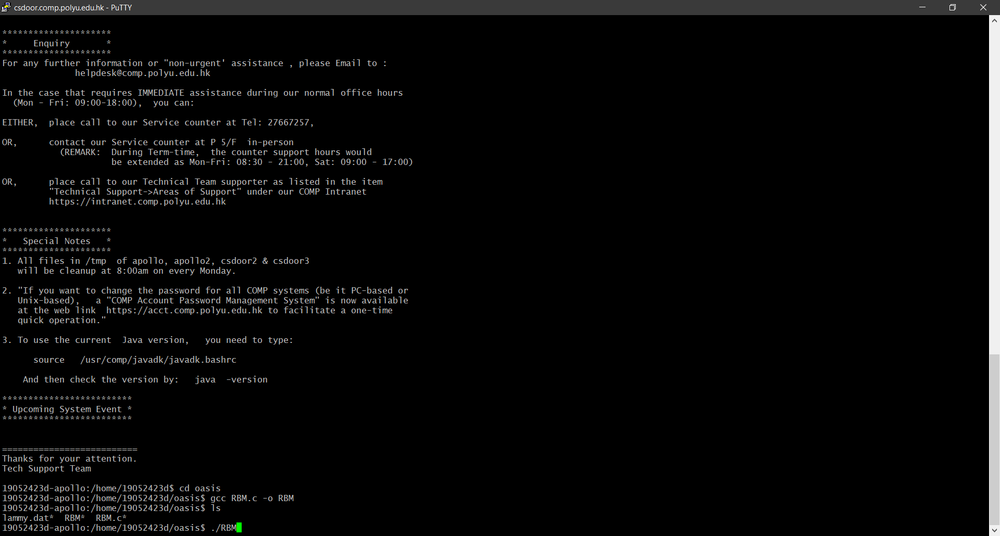 csdoor.comp.polyu.edu.hk - PuTTY
*********************
*     Enquiry       *
*********************
For any further information or "non-urgent' assistance , please Email to :
              helpdesk@comp.polyu.edu.hk
In the case that requires IMMEDIATE assistance during our normal office hours
  (Mon - Fri: 09:00-18:00),  you can:
EITHER,  place call to our Service counter at Tel: 27667257,
OR,      contact our Service counter at P 5/F  in-person
           (REMARK:  During Term-time,  the counter support hours would
                     be extended as Mon-Fri: 08:30 - 21:00, Sat: 09:00 - 17:00)
OR,      place call to our Technical Team supporter as listed in the item
         "Technical Support->Areas of Support" under our COMP Intranet
         https://intranet.comp.polyu.edu.hk
*********************
*   Special Notes   *
*********************
1. All files in /tmp  of apollo, apollo2, csdoor2 & csdoor3
   will be cleanup at 8:00am on every Monday.
2. "If you want to change the password for all COMP systems (be it PC-based or
   Unix-based),   a "COMP Account Password Management System" is now available
   at the web link  https://acct.comp.polyu.edu.hk to facilitate a one-time
   quick operation."
3. To use the current  Java version,   you need to type:
      source   /usr/comp/javadk/javadk.bashrc
    And then check the version by:   java  -version
*************************
* Upcoming System Event *
*************************
==========================
Thanks for your attention.
Tech Support Team
19052423d-apollo:/home/19052423d$ cd oasis
19052423d-apollo:/home/19052423d/oasis$ gcc RBM.c -o RBM
19052423d-apollo:/home/19052423d/oasis$ ls
lammy.dat*  RBM*  RBM.c*
19052423d-apollo:/home/19052423d/oasis$ ./RBM